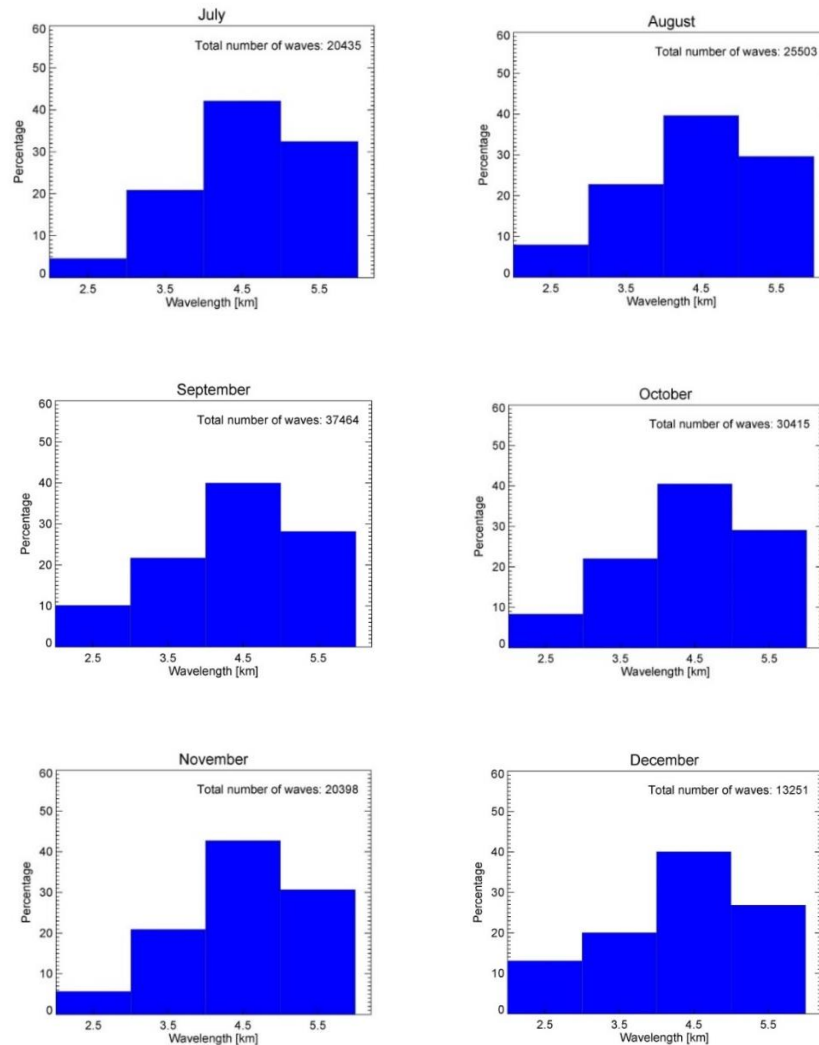 July
Total number of waves: 20435
60
50
40
30
20
10
0
Percentage
2.5 3.5 4.5 5.5
Wavelength [km]
August
Total number of waves: 25503
60
50
40
30
20
10
0
Percentage
2.5 3.5 4.5 5.5
Wavelength [km]
September
Total number of waves: 37464
60
50
40
30
20
10
0
Percentage
2.5 3.5 4.5 5.5
Wavelength [km]
October
Total number of waves: 30415
60
50
40
30
20
10
0
Percentage
2.5 3.5 4.5 5.5
Wavelength [km]
November
Total number of waves: 20398
60
50
40
30
20
10
0
Percentage
2.5 3.5 4.5 5.5
Wavelength [km]
December
Total number of waves: 13251
60
50
40
30
20
10
0
Percentage
2.5 3.5 4.5 5.5
Wavelength [km]